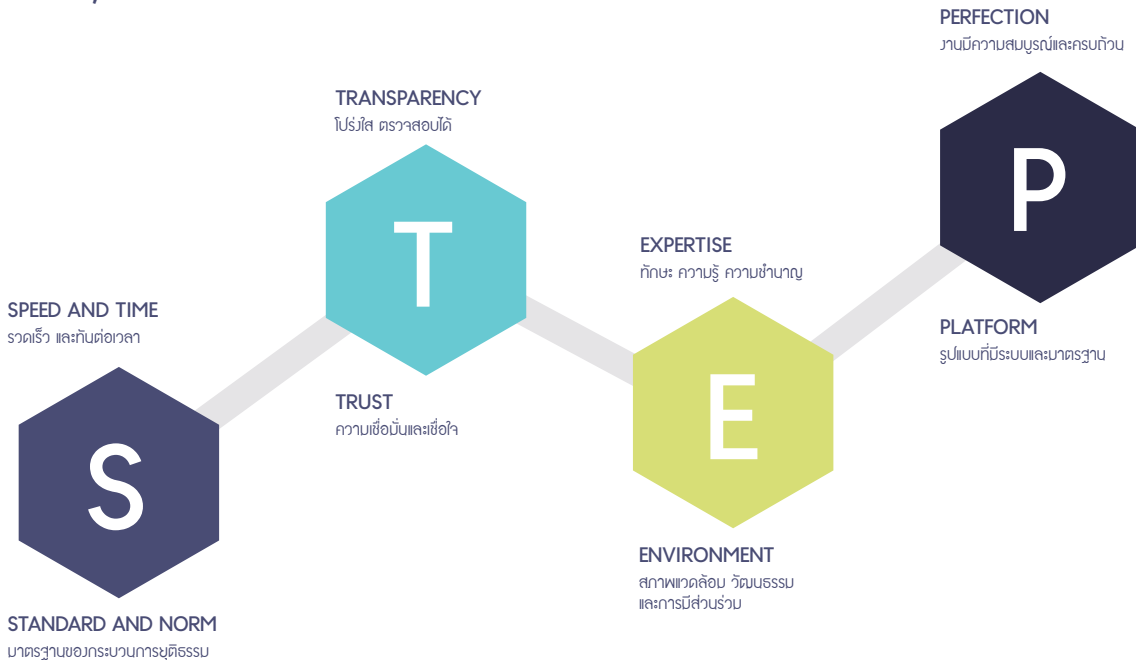 PERFECTION
งานมีความสมบูรณ์และครบถ้วน
TRANSPARENCY
โปร่งใส ตรวจสอบได้
P
T
EXPERTISE
ทักษะ ความรู้ ความชำนาญ
SPEED AND TIME
รวดเร็ว และทันต่อเวลา
PLATFORM
รูปแบบที่มีระบบและมาตรฐาน
TRUST
ความเชื่อมั่นและเชื่อใจ
E
S
ENVIRONMENT
สภาพแวดล้อม วัฒนธรรม
และการมีส่วนร่วม
STANDARD AND NORM
มาตรฐานของกระบวนการยุติธรรม